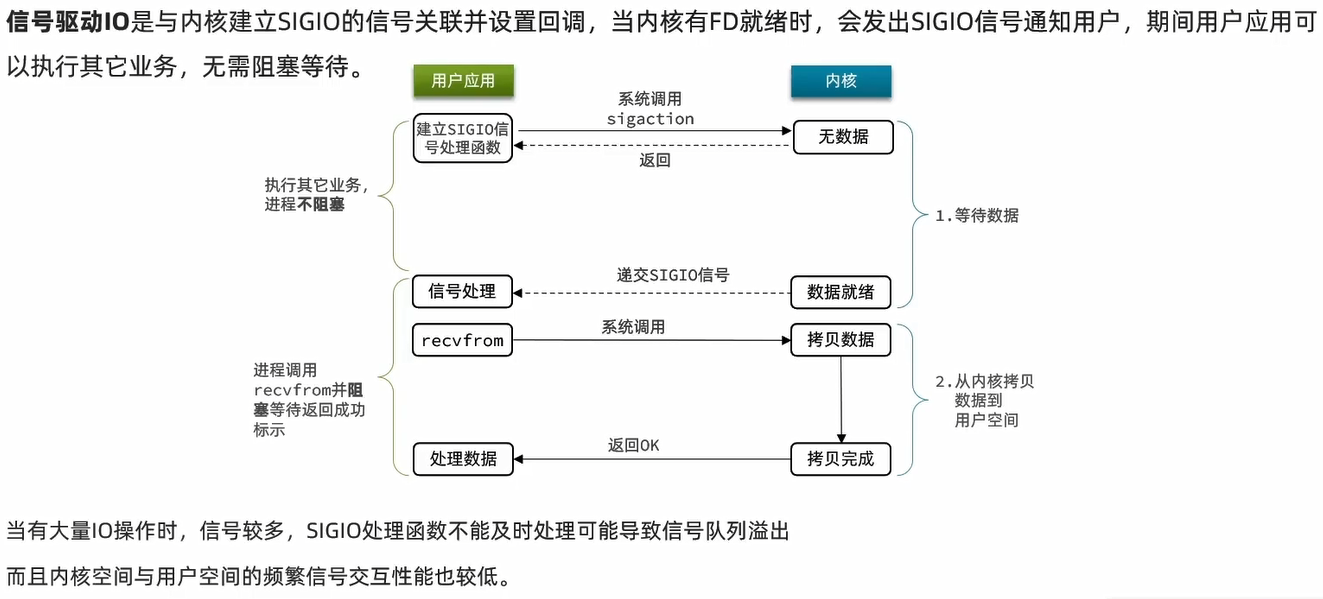 信号驱动IO是与内核建立SIGIO的信号关联并设置回调，当内核有FD就绪时，会发出SIGIO信号通知用户，期间用户应用可
以执行其它业务，无需阻塞等待。
用户应用
内核
系统调用
sigaction
建立SIGIO信
号处理函数
无数据
返回
执行其它业务，
进程不阻塞
1.等待数据
递交SIGIO信号
信号处理
数据就绪
系统调用
recvfrom
拷贝数据
进程调用
recvfrom并阻
塞等待返回成功
标示
2.从内核拷贝
数据到
用户空间
返回OK
处理数据
拷贝完成
当有大量IO操作时，信号较多，SIGIO处理函数不能及时处理可能导致信号队列溢出
而且内核空间与用户空间的频繁信号交互性能也较低。